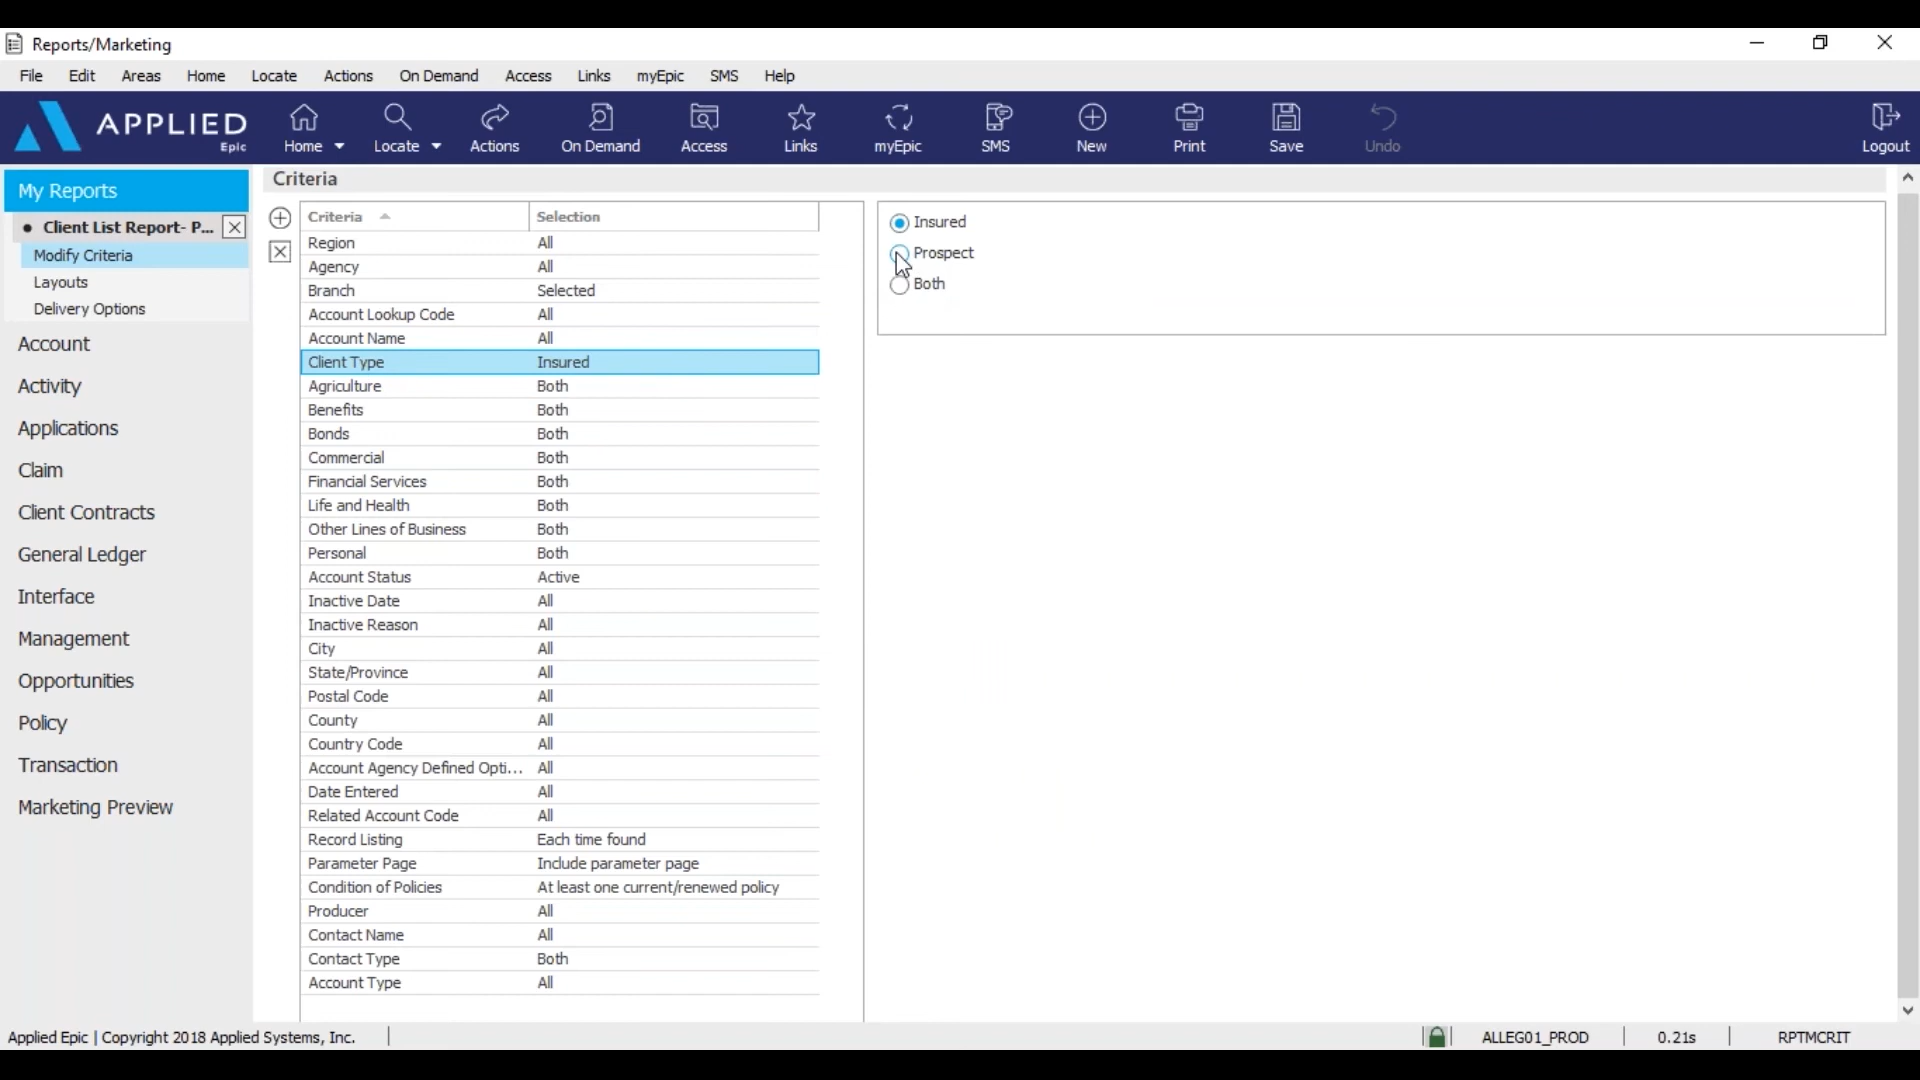 Reports/Marketing
File Edit Areas Home Locate Actions On Demand Access Links myEpic SMS Help
APPLIED
Epic
Home Locate Actions On Demand Access Links myEpic SMS New Print Save Undo Logout
My Reports
Client List Report- P...
Modify Criteria
Layouts
Delivery Options
Account
Activity
Applications
Claim
Client Contracts
General Ledger
Interface
Management
Opportunities
Policy
Transaction
Marketing Preview
Criteria
Criteria Selection
Region All
Agency All
Branch Selected
Account Lookup Code All
Account Name All
Client Type Insured
Agriculture Both
Benefits Both
Bonds Both
Commercial Both
Financial Services Both
Life and Health Both
Other Lines of Business Both
Personal Both
Account Status Active
Inactive Date All
Inactive Reason All
City All
State/Province All
Postal Code All
County All
Country Code All
Account Agency Defined Opti... All
Date Entered All
Related Account Code All
Record Listing Each time found
Parameter Page Include parameter page
Condition of Policies At least one current/renewed policy
Producer All
Contact Name All
Contact Type Both
Account Type All
Insured
Prospect
Both
Applied Epic | Copyright 2018 Applied Systems, Inc.
ALLEG01_PROD 0.21s RPTMCRIT